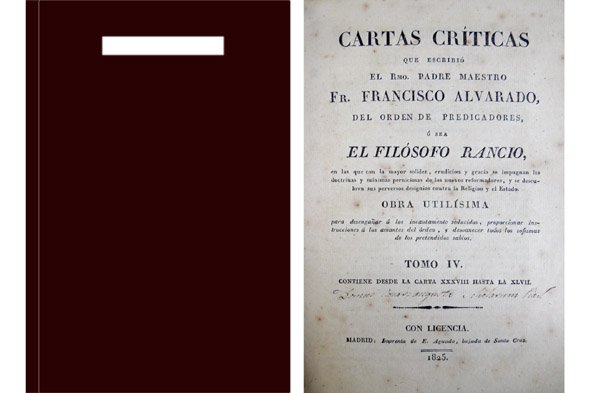 CARTAS CRÍTICAS
QUE ESCRIBIÓ
EL Rmo. PADRE MAESTRO
FR. FRANCISCO ALVARADO,
DEL ORDEN DE PREDICADORES,
Ó SEA
EL FILÓSOFO RANCIO,
en las que con la mayor solidez, erudicion y gracia se impugnan las
doctrinas y máximas perniciosas de los nuevos reformadores, y se descu-
bren sus perversos designios contra la Religion y el Estado.
OBRA UTILÍSIMA
para desengañar á los incautamente seducidos, proporcionar ins-
trucciones á los amantes del órden, y desvanecer todos los sofismas
de los pretendidos sabios.
TOMO IV.
CONTIENE DESDE LA CARTA XXXVIII HASTA LA XLVII.
CON LICENCIA.
MADRID: Imprenta de E. Aguado, bajada de Santa Cruz.
1825.